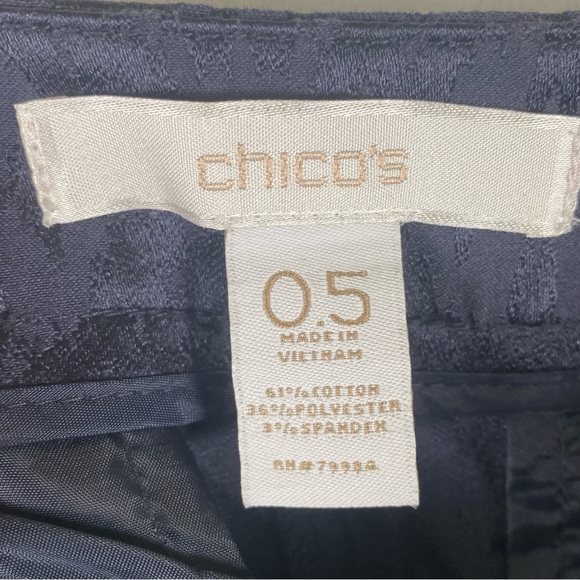 chico's
0.5
MADE IN
VIETNAM
61% COTTON
36% POLYESTER
3% SPANDEX
RN# 79984